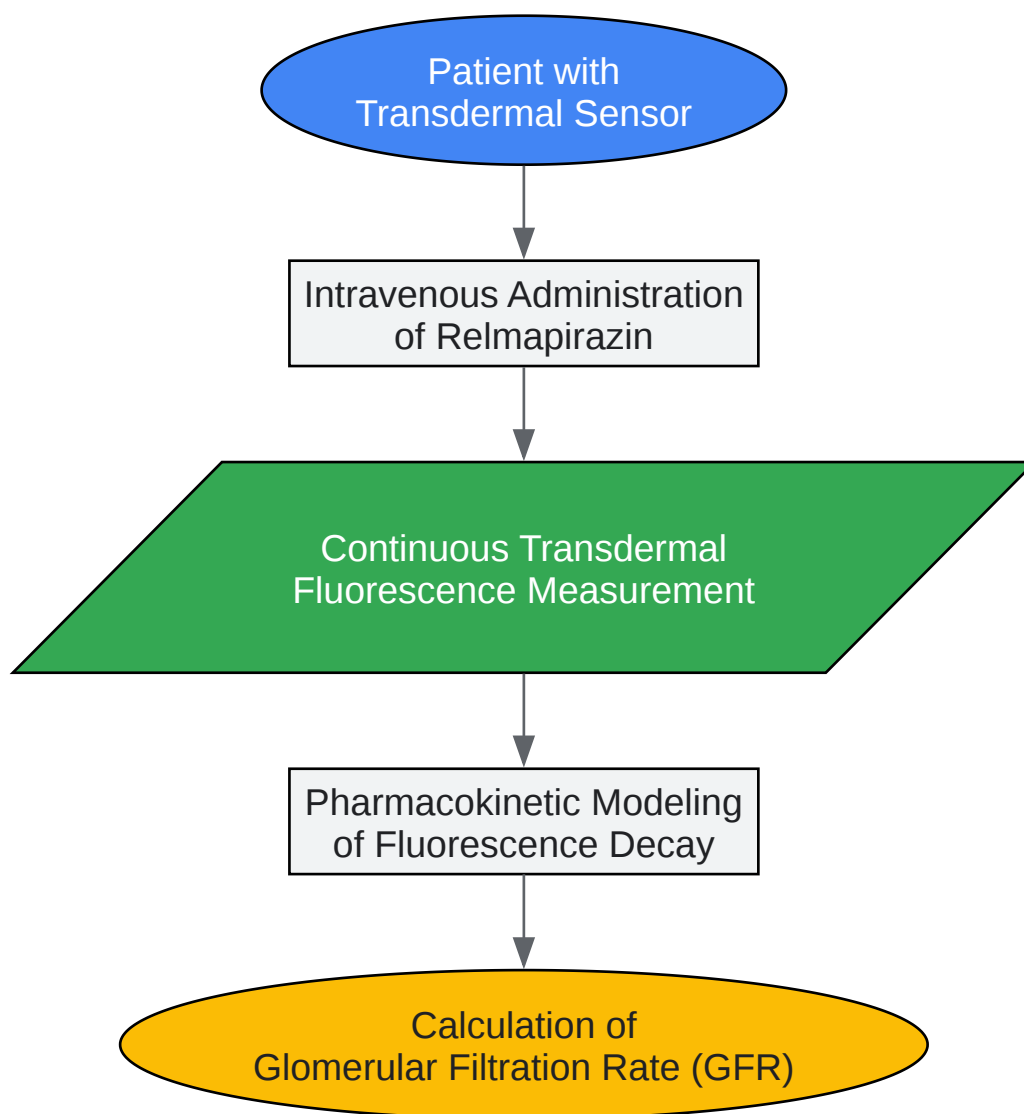 Patient with
Transdermal Sensor
Intravenous Administration
of Relmapirazin
Continuous Transdermal
Fluorescence Measurement
Pharmacokinetic Modeling
of Fluorescence Decay
Calculation of
Glomerular Filtration Rate (GFR)